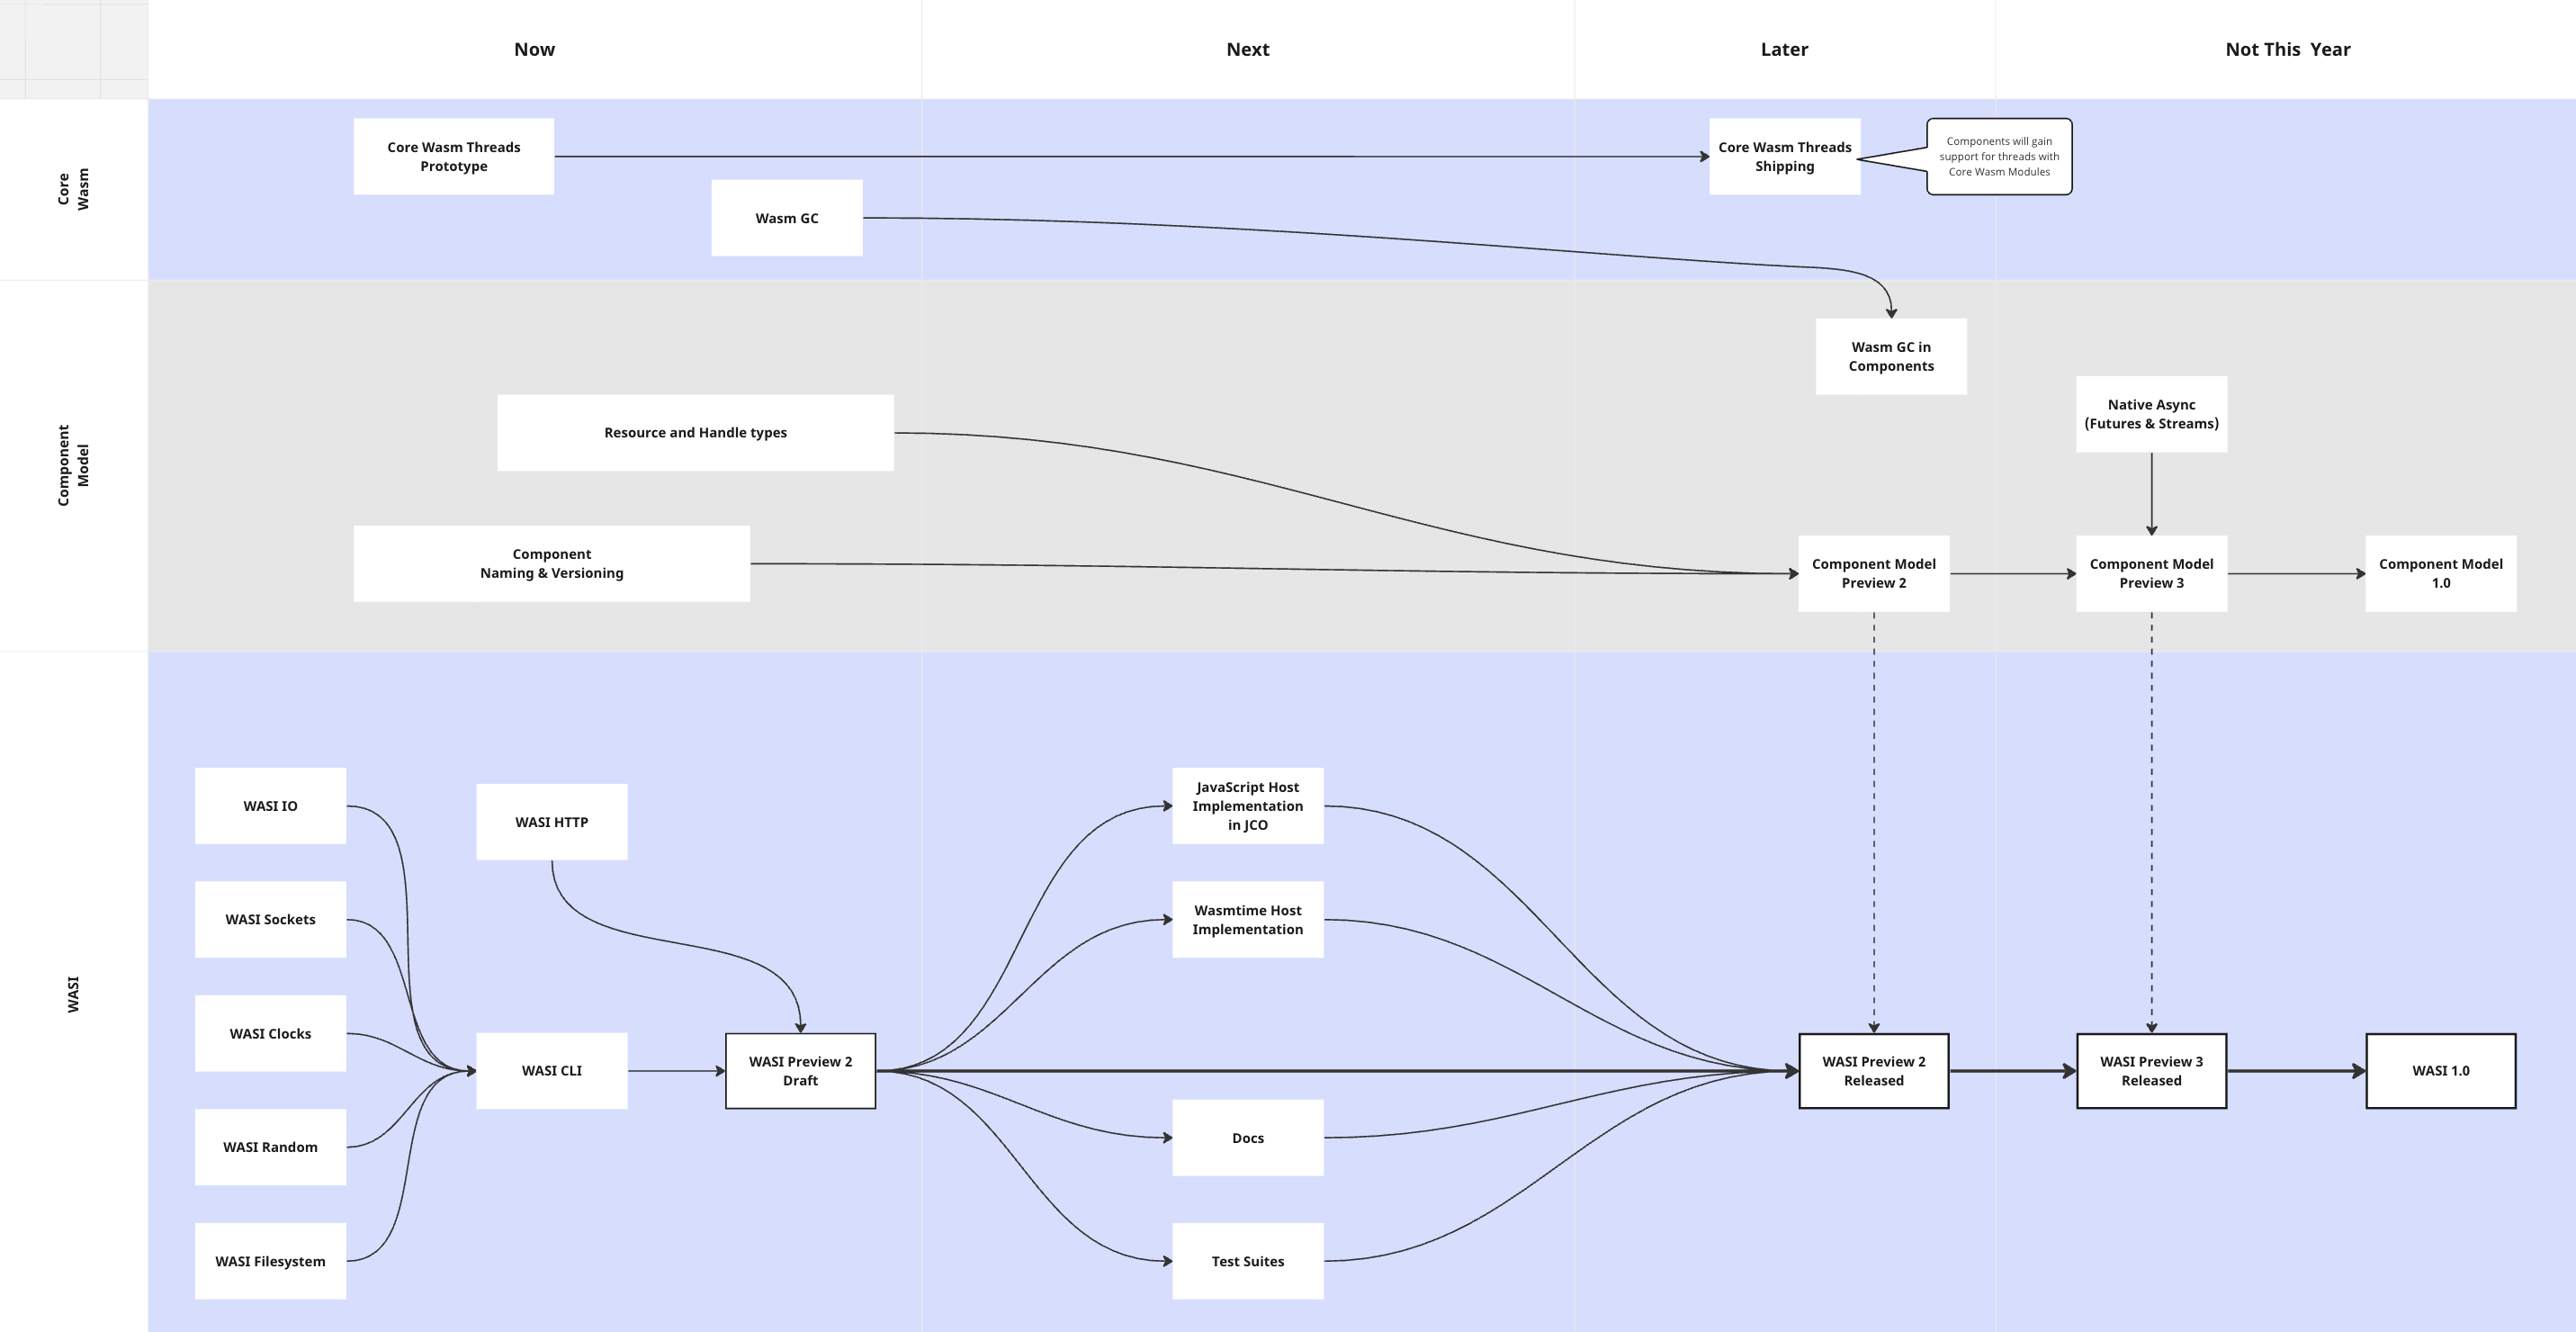 Now
Next
Later
Not This Year
Core
Wasm
Core Wasm Threads
Prototype
Core Wasm Threads
Shipping
Components will gain
support for threads with
Core Wasm Modules
Wasm GC
Component
Model
Wasm GC in
Components
Native Async
(Futures & Streams)
Resource and Handle types
Component
Naming & Versioning
Component Model
Preview 2
Component Model
Preview 3
Component Model
1.0
WASI
WASI IO
WASI Sockets
WASI Clocks
WASI Random
WASI Filesystem
WASI HTTP
WASI CLI
WASI Preview 2
Draft
JavaScript Host
Implementation
in JCO
Wasmtime Host
Implementation
Docs
Test Suites
WASI Preview 2
Released
WASI Preview 3
Released
WASI 1.0